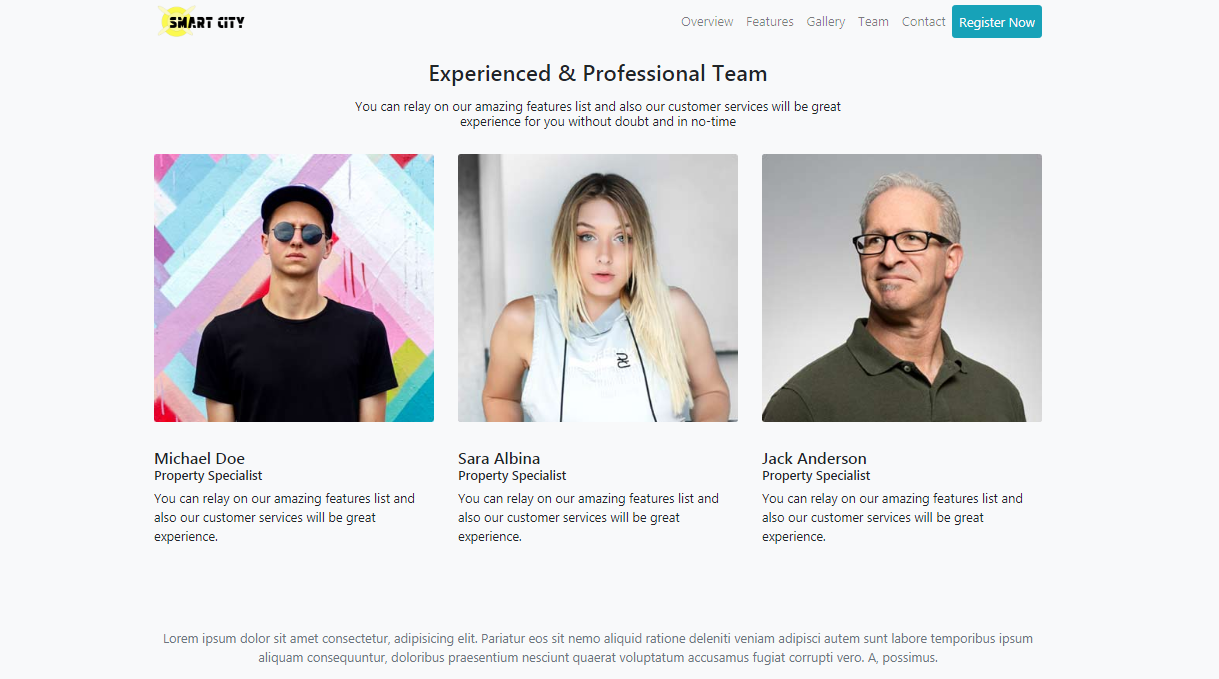 SMART CITY
Overview Features Gallery Team Contact Register Now
Experienced & Professional Team
You can relay on our amazing features list and also our customer services will be great
experience for you without doubt and in no-time
Michael Doe
Property Specialist
You can relay on our amazing features list and
also our customer services will be great
experience.
Sara Albina
Property Specialist
You can relay on our amazing features list and
also our customer services will be great
experience.
Jack Anderson
Property Specialist
You can relay on our amazing features list and
also our customer services will be great
experience.
Lorem ipsum dolor sit amet consectetur, adipisicing elit. Pariatur eos sit nemo aliquid ratione deleniti veniam adipisci autem sunt labore temporibus ipsum
aliquam consequuntur, doloribus praesentium nesciunt quaerat voluptatum accusamus fugiat corrupti vero. A, possimus.